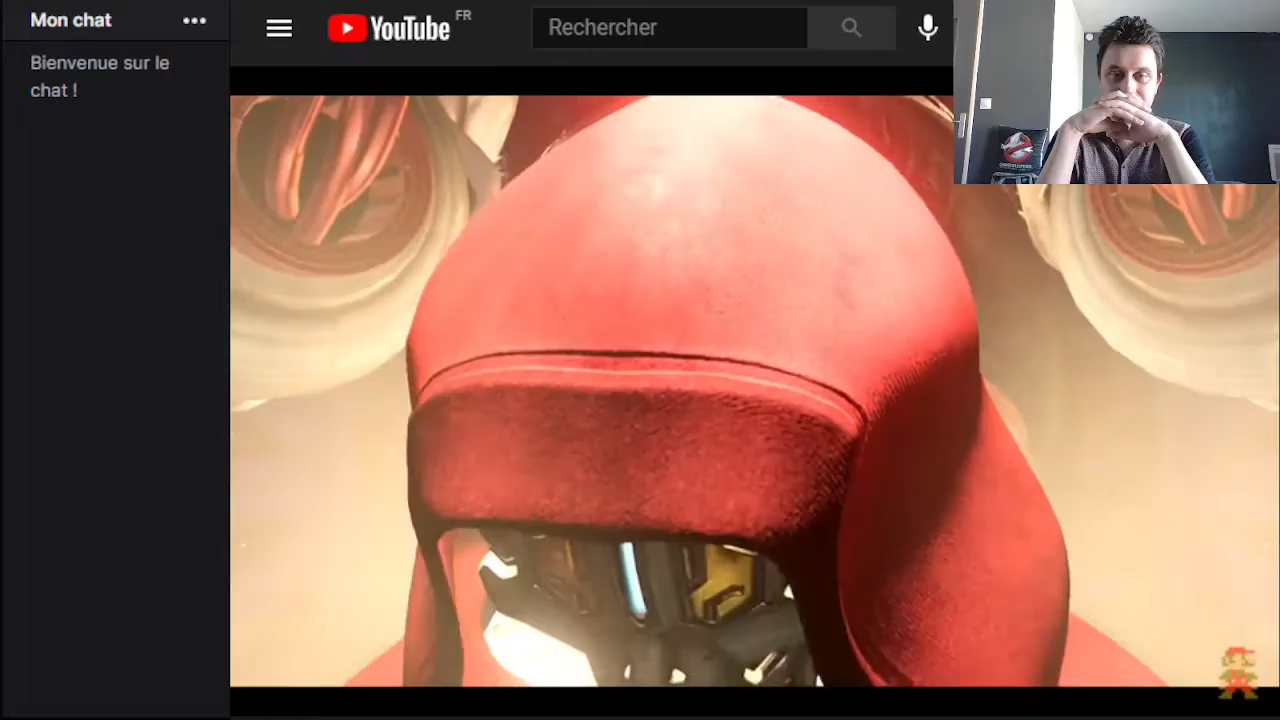 Mon chat
Bienvenue sur le
chat !
YouTube FR
Rechercher